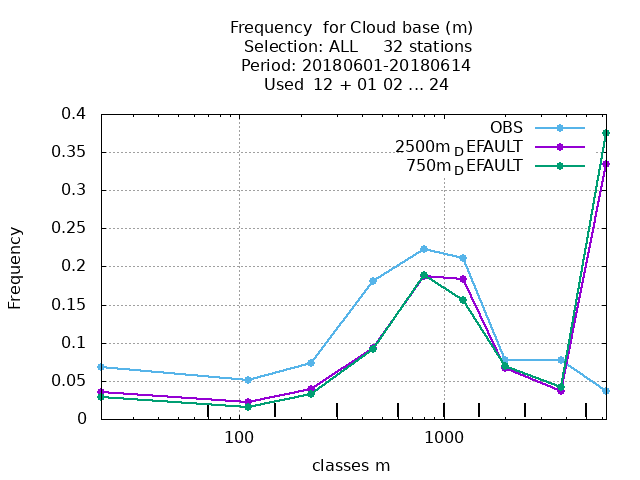 Frequency  for Cloud base (m)
Selection: ALL     32 stations
Period: 20180601-20180614
Used  12 + 01 02 ... 24
0.4
0.35
0.3
0.25
0.2
0.15
0.1
0.05
0
Frequency
OBS
2500m_DEFAULT
750m_DEFAULT
100
1000
classes m